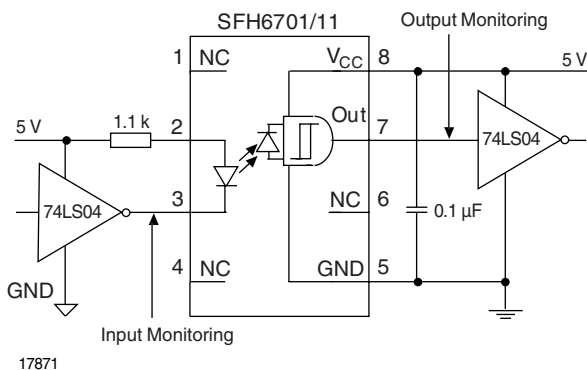 SFH6701/11
Output Monitoring
1 NC
V_CC 8
5 V
5 V
1.1 k
2
Out
7
74LS04
74LS04
3
NC
6
0.1 µF
4 NC
GND 5
GND
Input Monitoring
17871